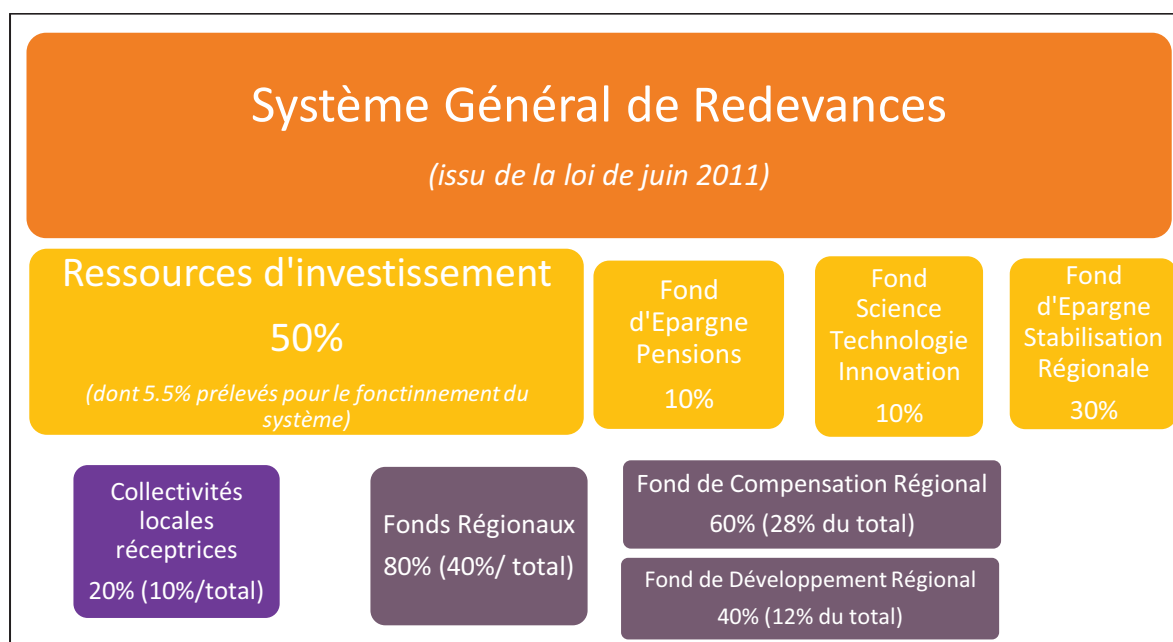 Système Général de Redevances
(issu de la loi de juin 2011)
Ressources d'investissement
50%
(dont 5.5% prélevés pour le fonctinnement du
système)
Fond
d'Epargne
Pensions
10%
Fond
Science
Technologie
Innovation
10%
Fond
d'Epargne
Stabilisation
Régionale
30%
Collectivités
locales
réceptrices
20% (10%/total)
Fonds Régionaux
80% (40%/ total)
Fond de Compensation Régional
60% (28% du total)
Fond de Développement Régional
40% (12% du total)